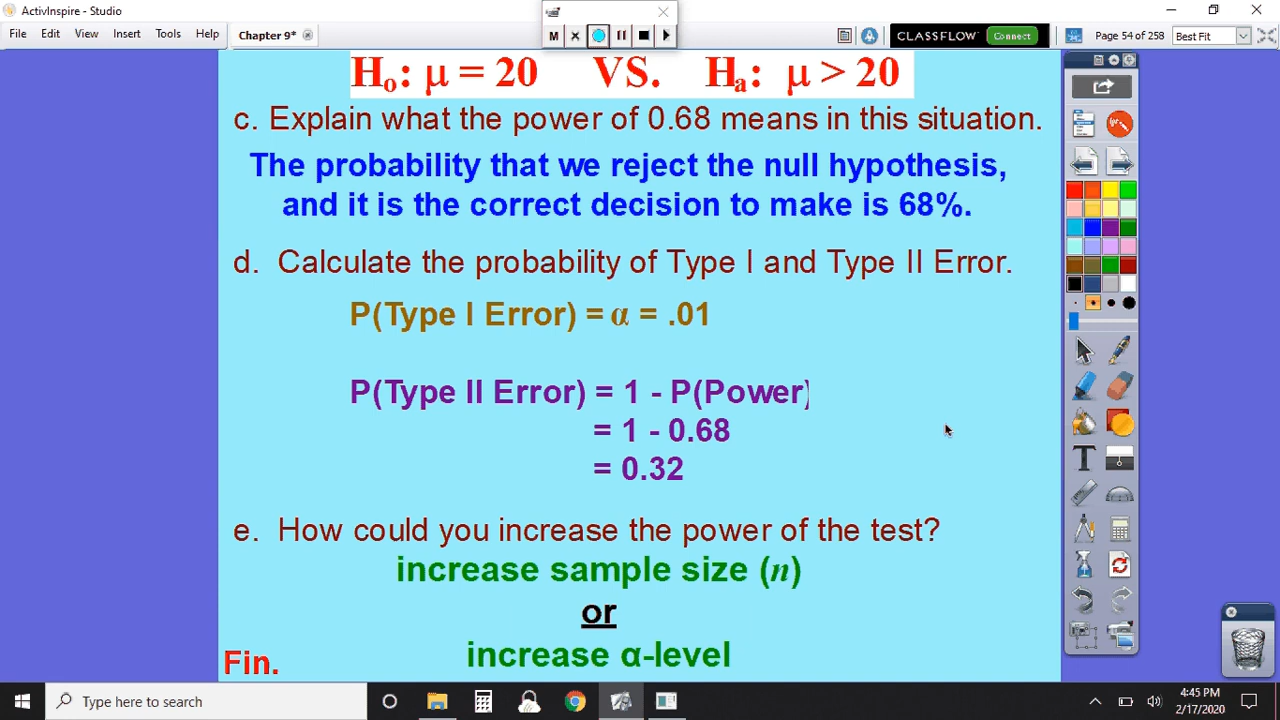 ActivInspire - Studio
File Edit View Insert Tools Help Chapter 9*
M
CLASSFLOW Connect
Page 54 of 258 Best Fit
Ho: μ = 20 VS. Ha: μ > 20
c. Explain what the power of 0.68 means in this situation.
The probability that we reject the null hypothesis,
and it is the correct decision to make is 68%.
d. Calculate the probability of Type I and Type II Error.
P(Type I Error) = α = .01
P(Type II Error) = 1 - P(Power)
= 1 - 0.68
= 0.32
e. How could you increase the power of the test?
increase sample size (n)
or
increase α-level
Fin.
T
Type here to search
4:45 PM
2/17/2020